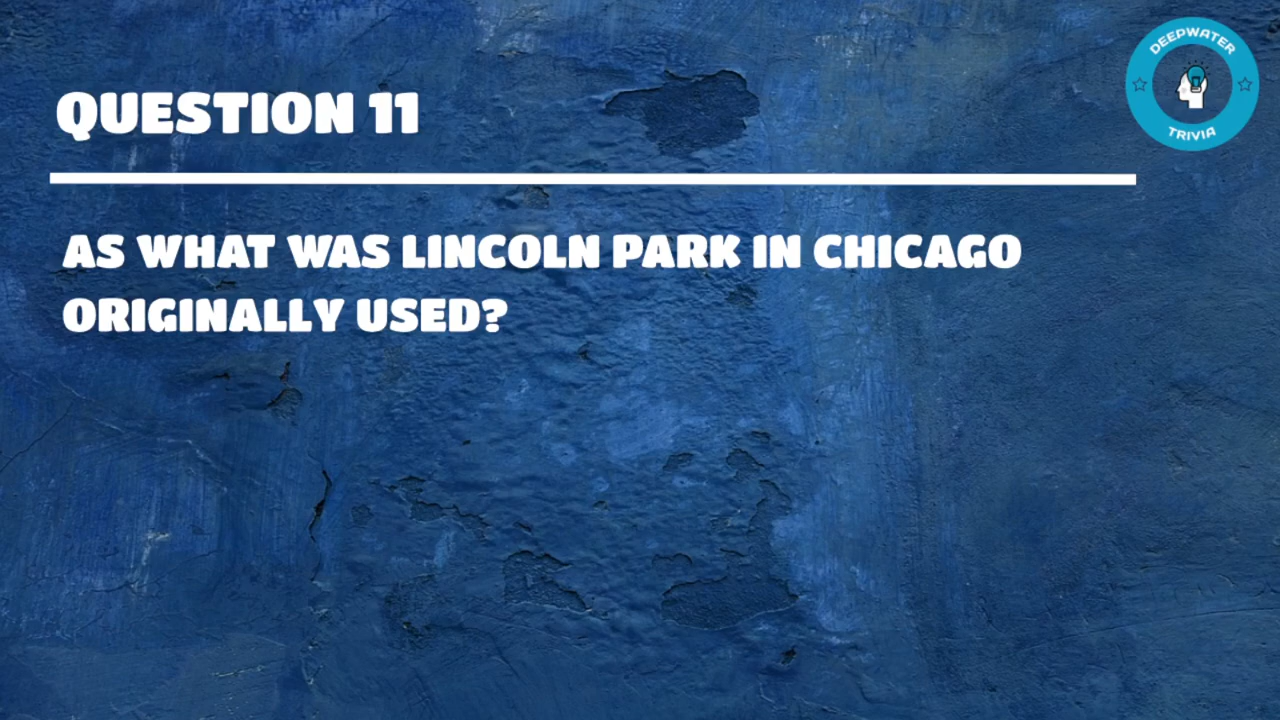 DEEPWATER
TRIVIA
QUESTION 11
AS WHAT WAS LINCOLN PARK IN CHICAGO
ORIGINALLY USED?